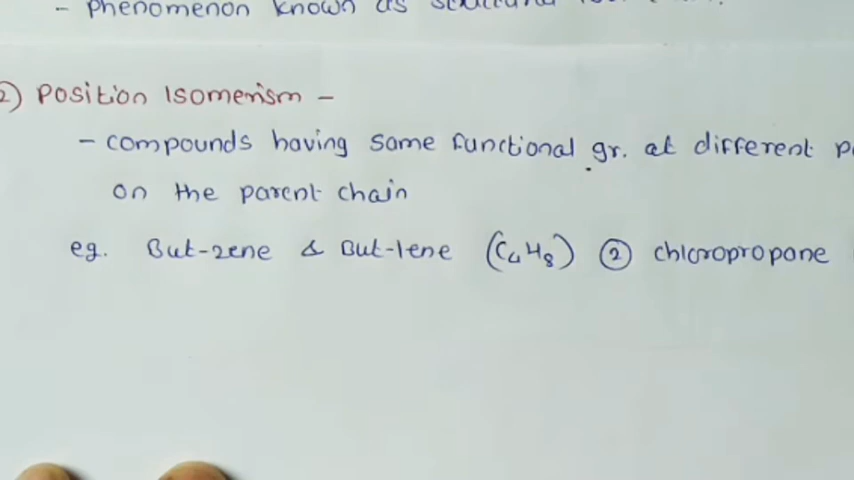 - phenomenon known as
2) Position Isomerism -
- compounds having same functional gr. at different
on the parent chain
eg. But-2ene & But-1ene (C4H8) ② chloropropane